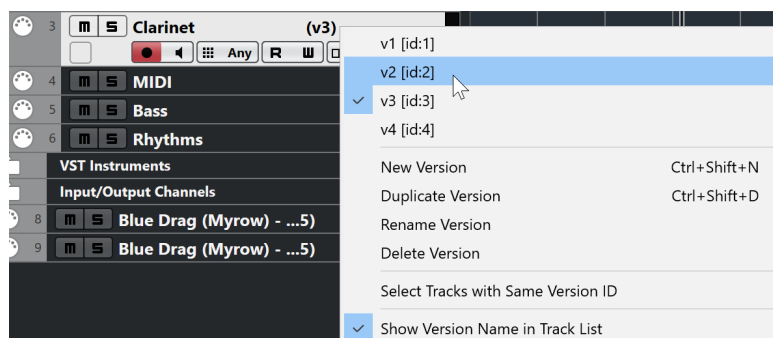 3 m S Clarinet (v3)
Any R W
4 m S MIDI
5 m S Bass
6 m S Rhythms
VST Instruments
Input/Output Channels
8 m S Blue Drag (Myrow) - ...5)
9 m S Blue Drag (Myrow) - ...5)
v1 [id:1]
v2 [id:2]
v3 [id:3]
v4 [id:4]
New Version Ctrl+Shift+N
Duplicate Version Ctrl+Shift+D
Rename Version
Delete Version
Select Tracks with Same Version ID
Show Version Name in Track List